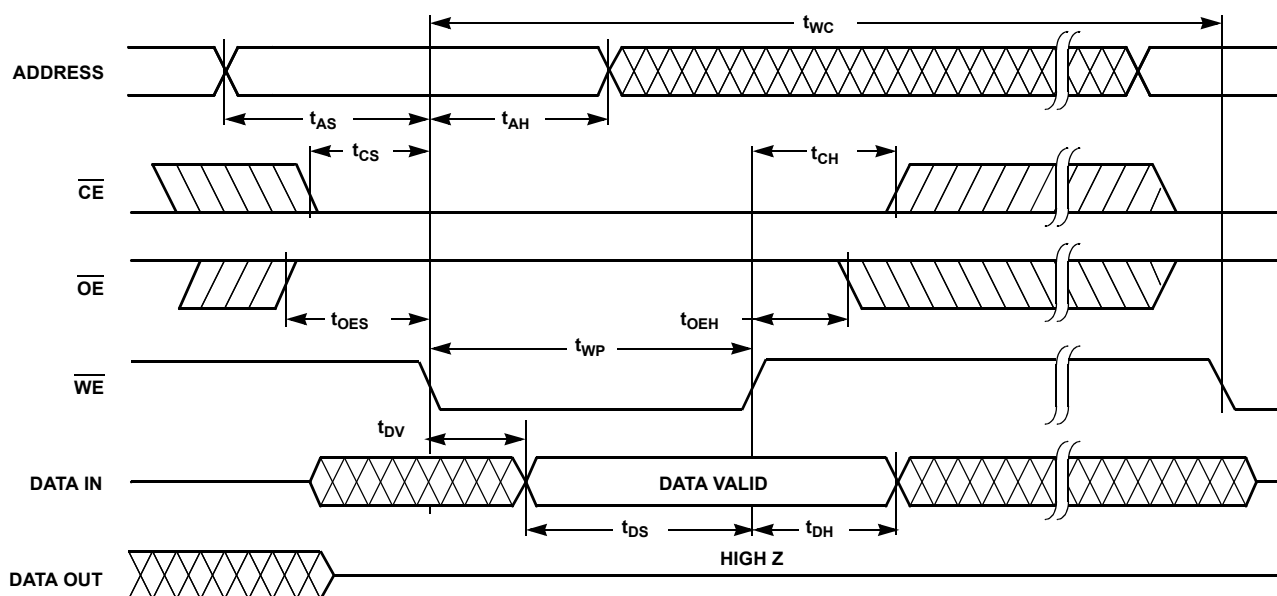 tWC
ADDRESS
tAS
tAH
tCS
tCH
CE
OE
tOES
tOEH
tWP
WE
tDV
DATA IN
DATA VALID
tDS
tDH
HIGH Z
DATA OUT